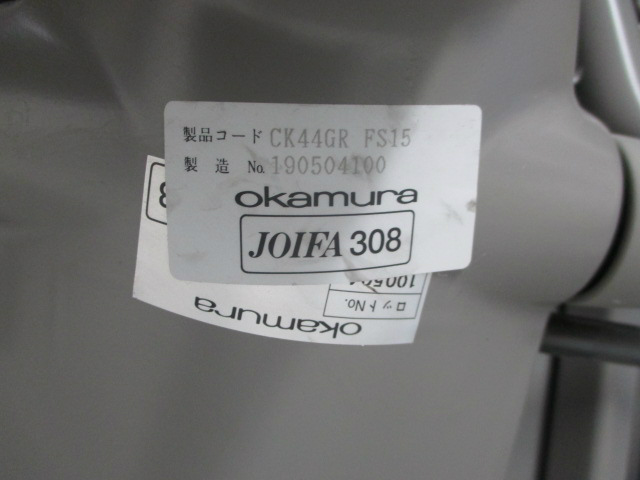 製品コード CK44GR FS15
製造 No. 190504I00
okamura
JOIFA 308
ロットNo.
okamura